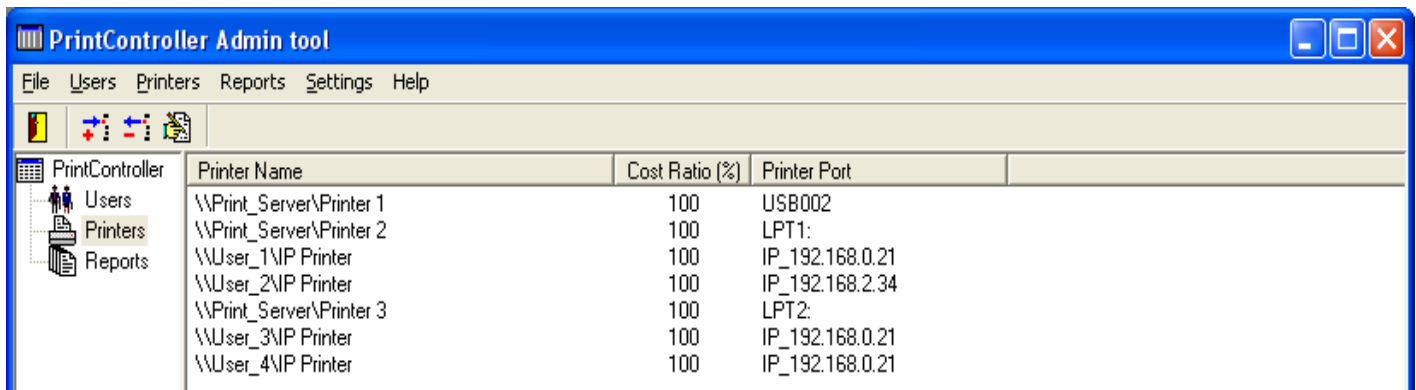 PrintController Admin tool
File Users Printers Reports Settings Help
PrintController
Users
Printers
Reports
Printer Name Cost Ratio (%) Printer Port
\\Print_Server\Printer 1 100 USB002
\\Print_Server\Printer 2 100 LPT1:
\\User_1\IP Printer 100 IP_192.168.0.21
\\User_2\IP Printer 100 IP_192.168.2.34
\\Print_Server\Printer 3 100 LPT2:
\\User_3\IP Printer 100 IP_192.168.0.21
\\User_4\IP Printer 100 IP_192.168.0.21